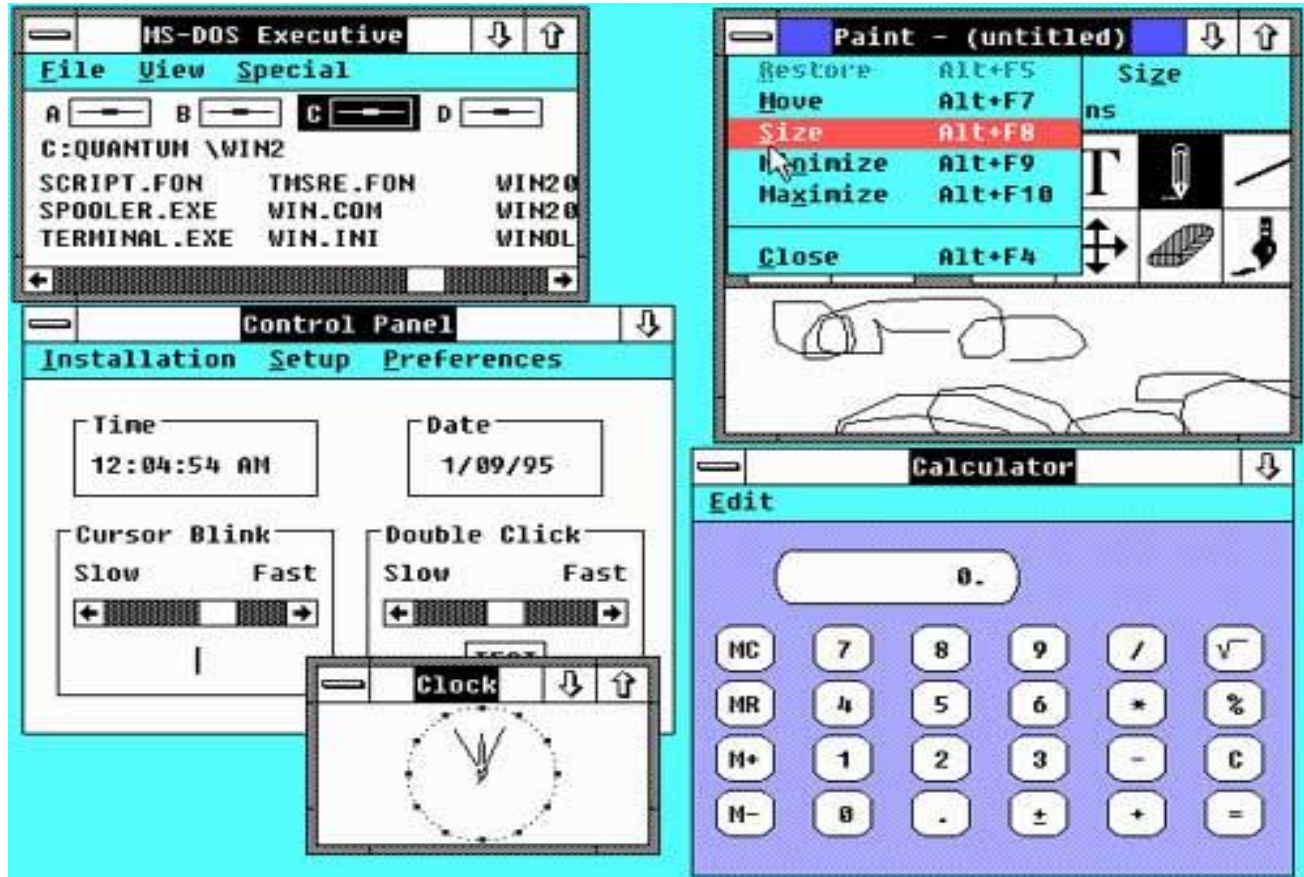 MS-DOS Executive
File View Special
A B C D
C:QUANTUM \WIN2
SCRIPT.FON TMSRE.FON WIN20
SPOOLER.EXE WIN.COM WIN20
TERMINAL.EXE WIN.INI WINOL
Paint - (untitled)
Restore Alt+F5
Size
Move Alt+F7
ns
Size Alt+F8
Minimize Alt+F9
Maximize Alt+F10
Close Alt+F4
T
Control Panel
Installation Setup Preferences
Time
12:04:54 AM
Date
1/09/95
Cursor Blink
Slow Fast
Double Click
Slow Fast
TEST
Clock
Calculator
Edit
0.
MC 7 8 9 / √
MR 4 5 6 * %
M+ 1 2 3 - C
M- 0 . ± + =